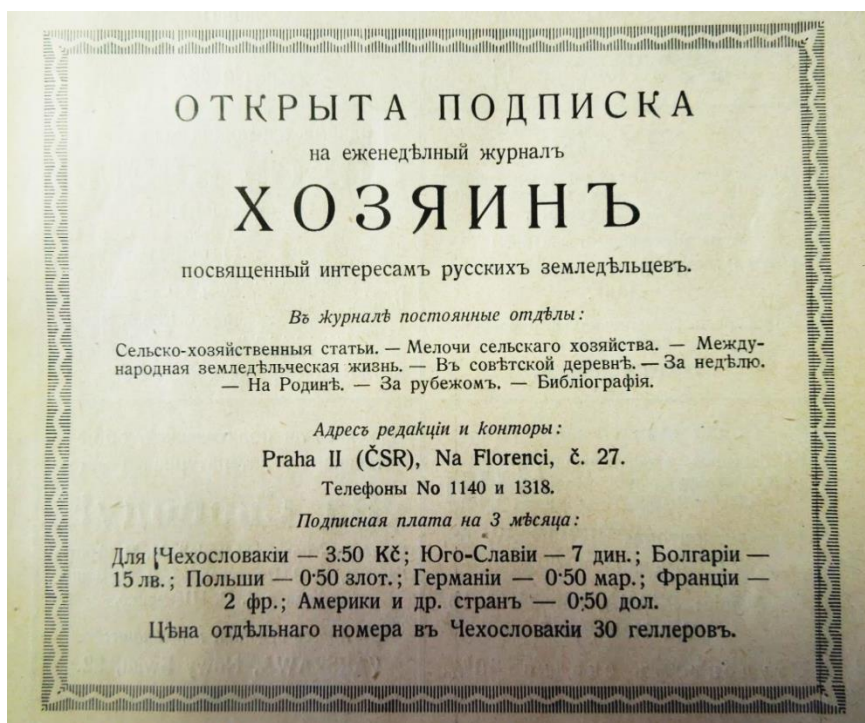 ОТКРЫТА ПОДПИСКА
на еженедѣлный журналъ
ХОЗЯИНЪ
посвященный интересамъ русскихъ земледѣльцевъ.
Въ журналѣ постоянные отдѣлы:
Сельско-хозяйственныя статьи. — Мелочи сельскаго хозяйства. — Между-
народная земледѣльческая жизнь. — Въ совѣтской деревнѣ. — За недѣлю.
— На Родинѣ. — За рубежомъ. — Библіографія.
Адресъ редакціи и конторы:
Praha II (ČSR), Na Florenci, č. 27.
Телефоны No 1140 и 1318.
Подписная плата на 3 мѣсяца:
Для Чехословакіи — 3·50 Kč; Юго-Славіи — 7 дин.; Болгаріи —
15 лв.; Польши — 0·50 злот.; Германіи — 0·50 мар.; Франціи —
2 фр.; Америки и др. странъ — 0·50 дол.
Цѣна отдѣльнаго номера въ Чехословакіи 30 геллеровъ.